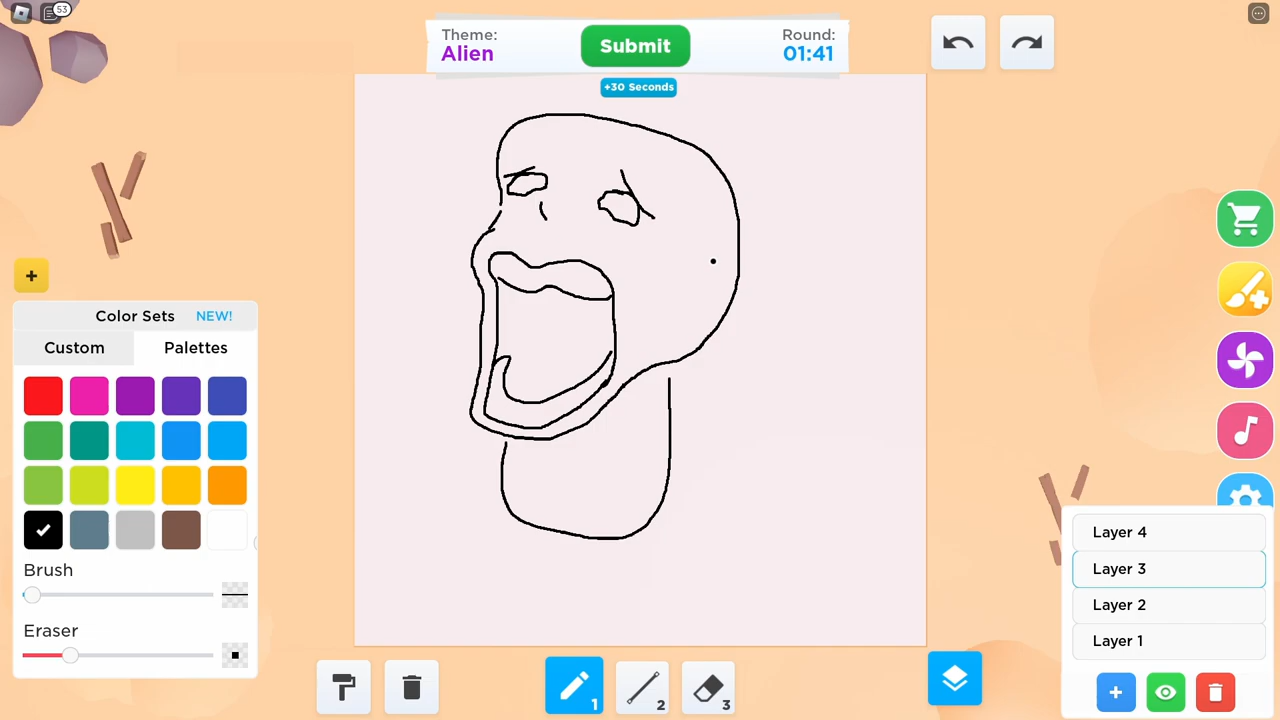 53
Theme:
Alien
Submit
Round:
01:41
+30 Seconds
+
Color Sets NEW!
Custom
Palettes
Brush
Eraser
1
2
3
Layer 4
Layer 3
Layer 2
Layer 1
+